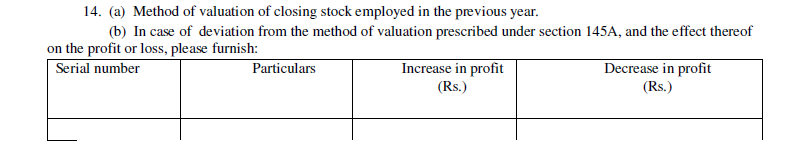 14. (a) Method of valuation of closing stock employed in the previous year.
(b) In case of deviation from the method of valuation prescribed under section 145A, and the effect thereof
on the profit or loss, please furnish:
Serial number Particulars Increase in profit Decrease in profit
(Rs.) (Rs.)